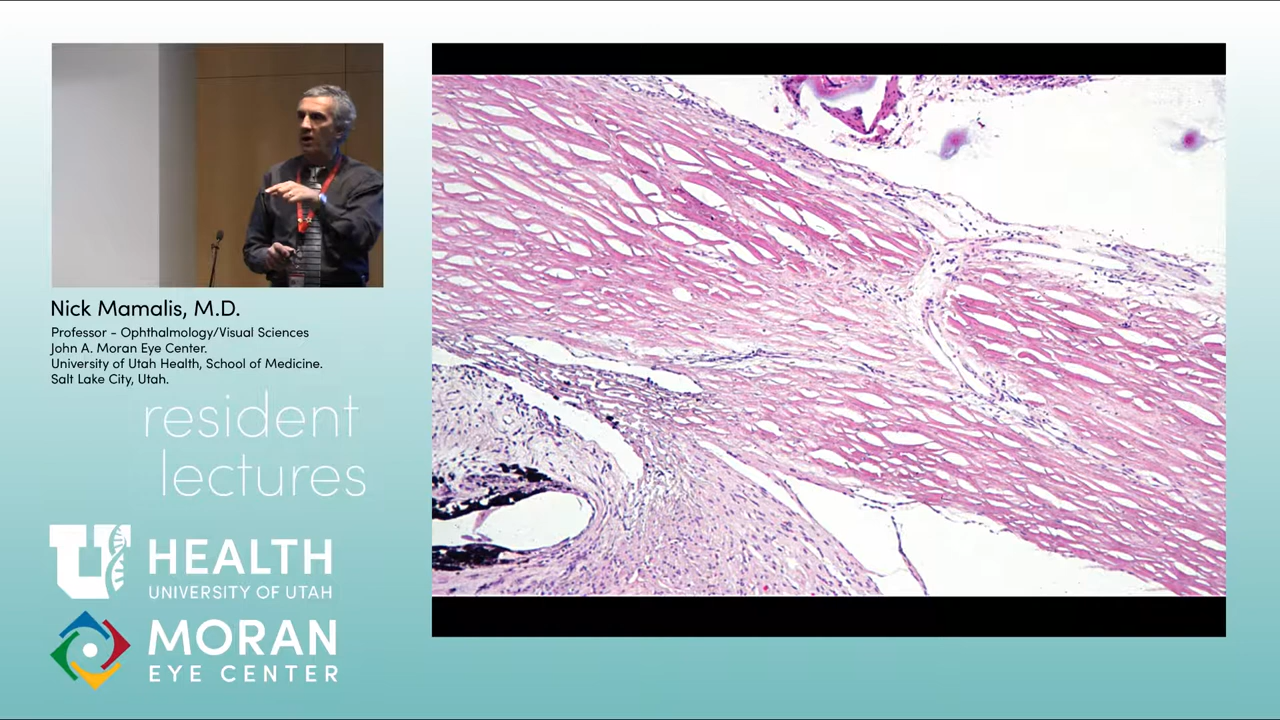 Nick Mamalis, M.D.
Professor - Ophthalmology/Visual Sciences
John A. Moran Eye Center.
University of Utah Health, School of Medicine.
Salt Lake City, Utah.
resident
lectures
U HEALTH
UNIVERSITY OF UTAH
MORAN
EYE CENTER